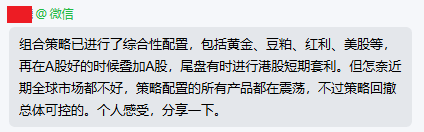 @微信
组合策略已进行了综合性配置，包括黄金、豆粕、红利、美股等，
再在A股好的时候叠加A股，尾盘有时进行港股短期套利。但怎奈近
期全球市场都不好，策略配置的所有产品都在震荡，不过策略回撤
总体可控的。个人感受，分享一下。